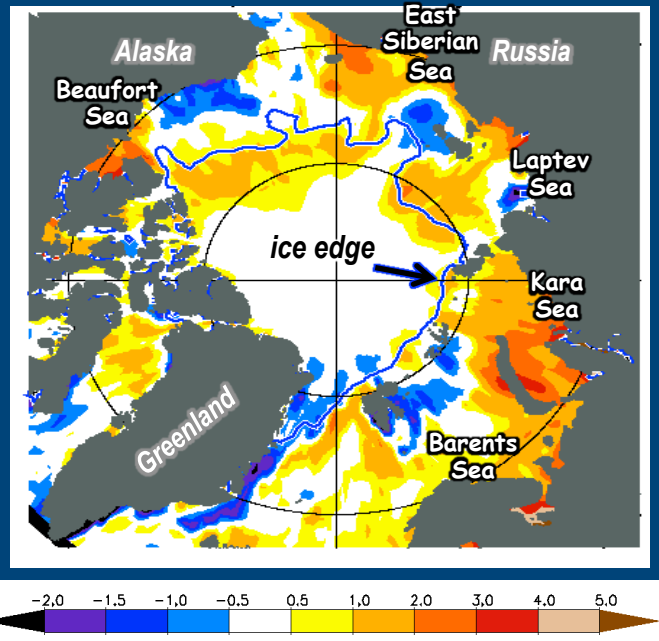 East
Siberian
Sea
Alaska
Russia
Beaufort
Sea
Laptev
Sea
ice edge
Kara
Sea
Greenland
Barents
Sea
-2.0 -1.5 -1.0 -0.5 0.5 1.0 2.0 3.0 4.0 5.0